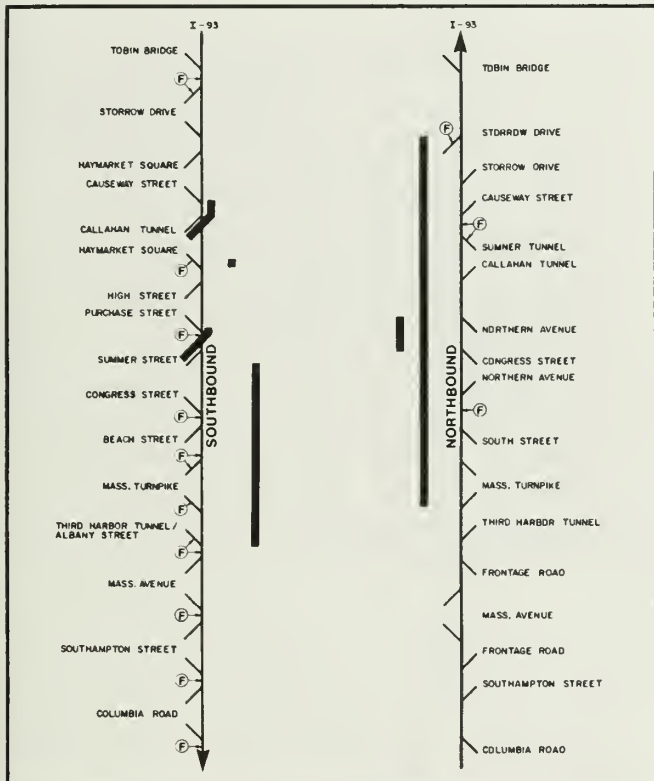 I-93
TOBIN BRIDGE
F
STORROW DRIVE
HAYMARKET SQUARE
CAUSEWAY STREET
CALLAHAN TUNNEL
HAYMARKET SQUARE
F
HIGH STREET
PURCHASE STREET
F
SUMMER STREET
CONGRESS STREET
F
BEACH STREET
F
MASS. TURNPIKE
F
THIRD HARBOR TUNNEL/
ALBANY STREET
F
MASS. AVENUE
F
SOUTHAMPTON STREET
F
COLUMBIA ROAD
F
SOUTHBOUND
I-93
TOBIN BRIDGE
F
STORROW DRIVE
STORROW DRIVE
CAUSEWAY STREET
F
SUMNER TUNNEL
CALLAHAN TUNNEL
NORTHERN AVENUE
CONGRESS STREET
NORTHERN AVENUE
F
SOUTH STREET
MASS. TURNPIKE
THIRD HARBOR TUNNEL
FRONTAGE ROAD
MASS. AVENUE
FRONTAGE ROAD
SOUTHAMPTON STREET
COLUMBIA ROAD
NORTHBOUND